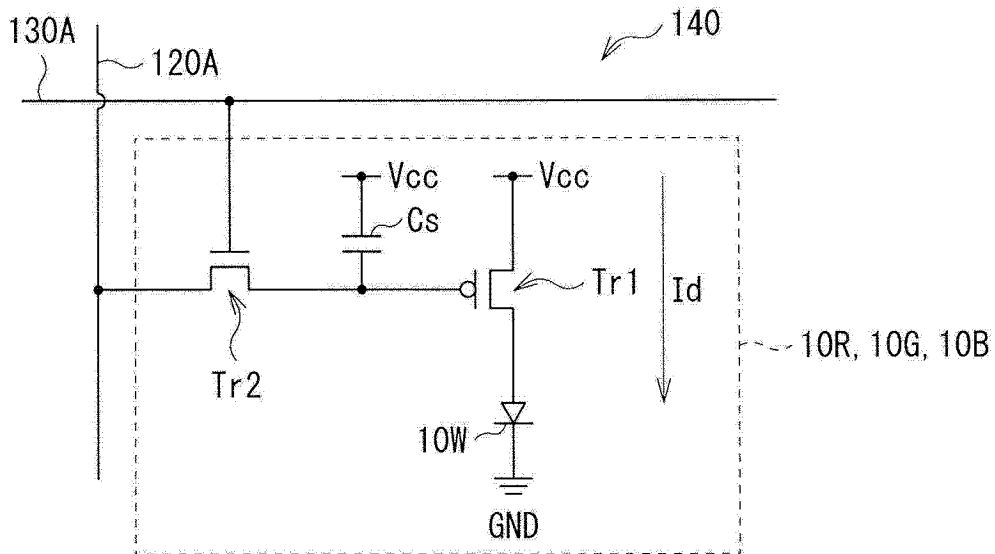 130A
120A
140
Vcc
Vcc
Cs
Tr1
Id
10R, 10G, 10B
Tr2
10W
GND